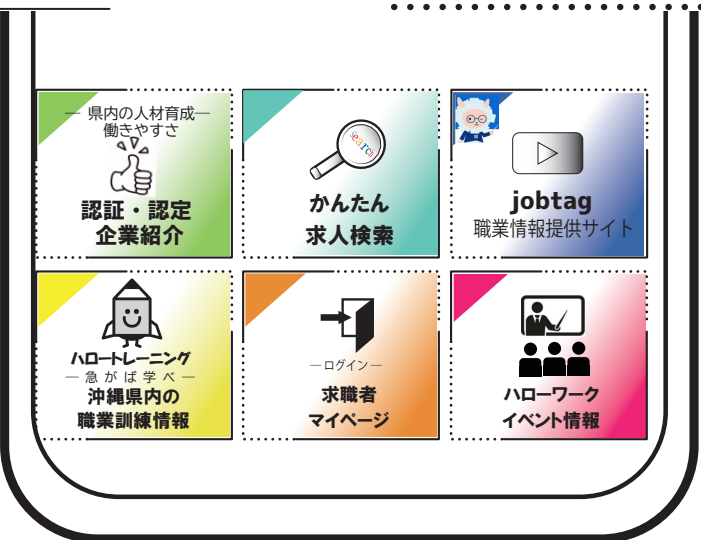 ― 県内の人材育成―
働きやすさ
認証・認定
企業紹介
search
かんたん
求人検索
jobtag
職業情報提供サイト
ハロートレーニング
― 急がば学べ ―
沖縄県内の
職業訓練情報
―ログイン―
求職者
マイページ
ハローワーク
イベント情報